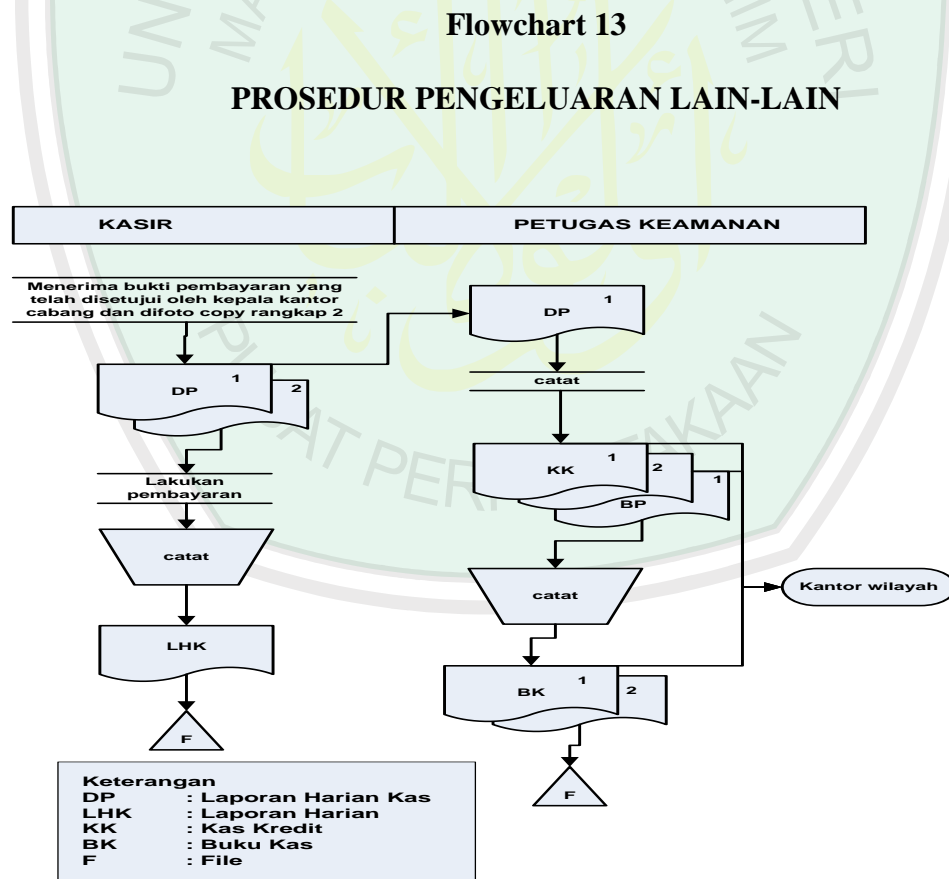 Flowchart 13
PROSEDUR PENGELUARAN LAIN-LAIN
KASIR
PETUGAS KEAMANAN
Menerima bukti pembayaran yang
telah disetujui oleh kepala kantor
cabang dan difoto copy rangkap 2
DP 1
2
Lakukan
pembayaran
catat
LHK
F
DP 1
catat
KK 1
2
BP 1
catat
BK 1
2
F
Kantor wilayah
Keterangan
DP : Laporan Harian Kas
LHK : Laporan Harian
KK : Kas Kredit
BK : Buku Kas
F : File